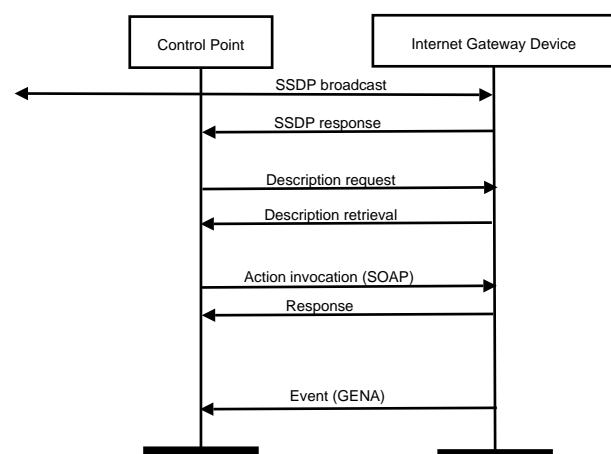 Control Point
Internet Gateway Device
SSDP broadcast
SSDP response
Description request
Description retrieval
Action invocation (SOAP)
Response
Event (GENA)